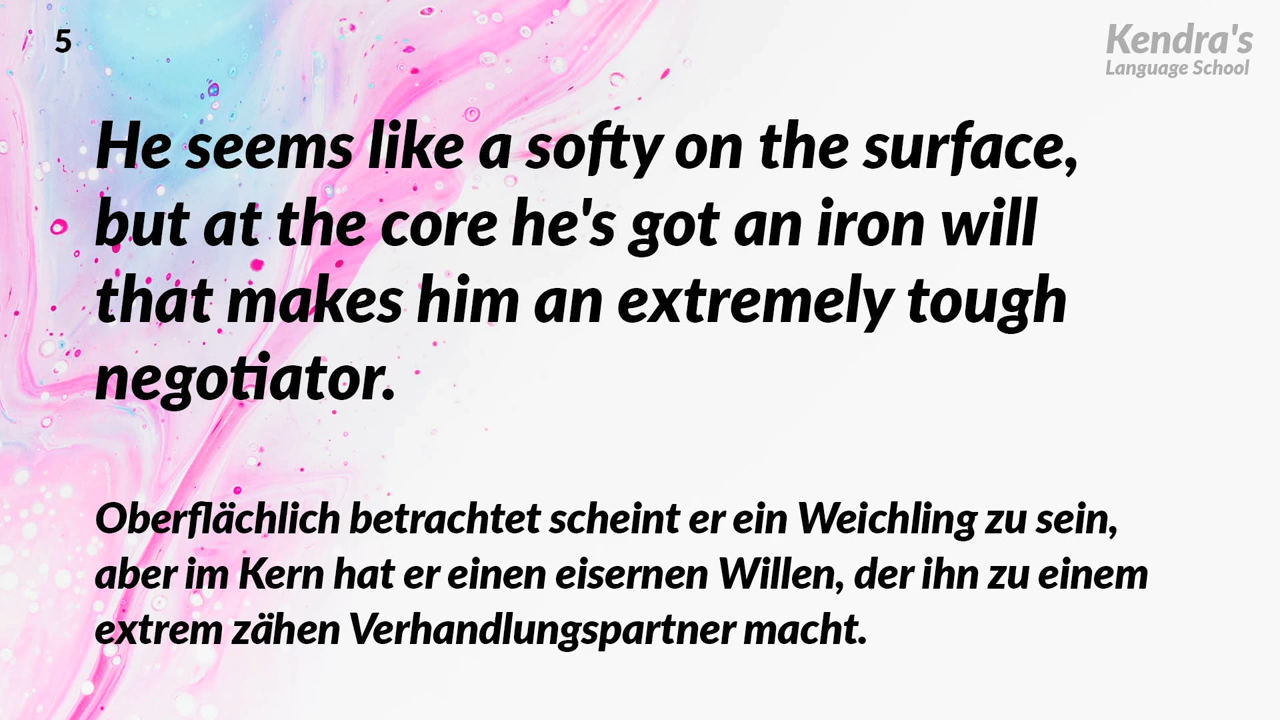 5
Kendra's
Language School
He seems like a softy on the surface,
but at the core he's got an iron will
that makes him an extremely tough
negotiator.
Oberflächlich betrachtet scheint er ein Weichling zu sein,
aber im Kern hat er einen eisernen Willen, der ihn zu einem
extrem zähen Verhandlungspartner macht.